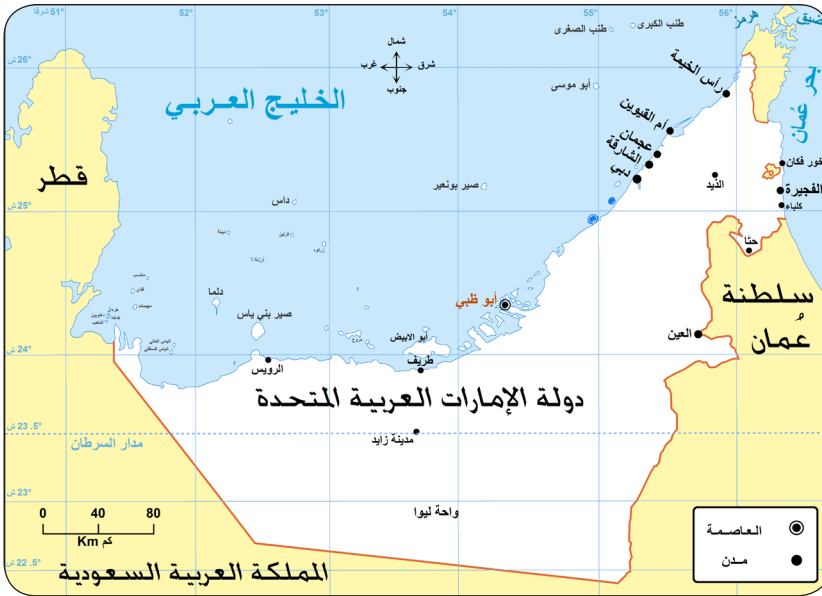 51° شرقا
52°
53°
54°
55°
56°
طنب الكبرى
طنب الصغرى
هرمز
مضيق
شمال
شرق
غرب
جنوب
26° ش
رأس الخيمة
أبو موسى
الخليج العربي
أم القيوين
بحر عُمان
عجمان
الشارقة
دبي
خور فكان
قطر
صير بونعير
الذيد
الفجيرة
كلباء
داس
25° ش
حتا
دلما
أبو ظبي
سلطنة
عُمان
صير بني ياس
أبو الابيض
العين
24° ش
طريف
الرويس
دولة الإمارات العربية المتحدة
23.5° ش
مدار السرطان
مدينة زايد
23° ش
واحة ليوا
0 40 80
كم Km
العاصمة
مدن
22.5° ش
المملكة العربية السعودية